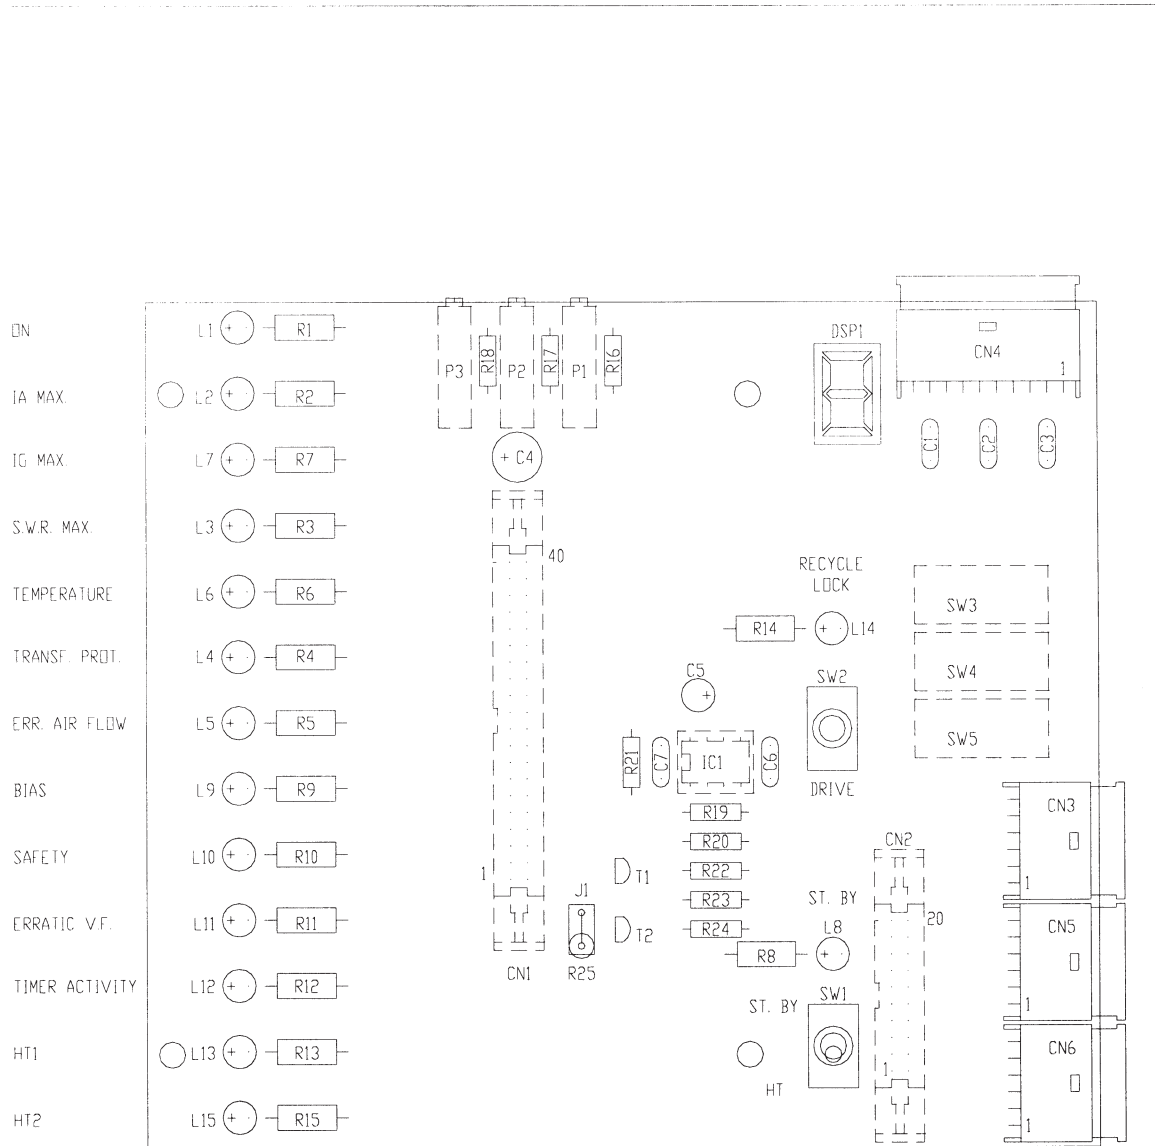 ON L1 + R1
IA MAX. L2 + R2
IG MAX. L7 + R7
S.W.R. MAX. L3 + R3
TEMPERATURE L6 + R6
TRANSF. PROT. L4 + R4
ERR. AIR FLOW L5 + R5
BIAS L9 + R9
SAFETY L10 + R10
ERRATIC V.F. L11 + R11
TIMER ACTIVITY L12 + R12
HT1 L13 + R13
HT2 L15 + R15
P3 R18 P2 R17 P1 R16
+ C4
40
1
CN1
J1
R25
DSP1
CN4
1
C1 C2 C3
RECYCLE
LOCK
R14 + L14
SW3
SW4
SW5
C5
+
SW2
DRIVE
R21 C7 IC1 C6
R19
R20
R22
R23
R24
T1
T2
ST. BY
L8
R8 +
SW1
ST. BY
HT
CN2
20
1
CN3
1
CN5
1
CN6
1